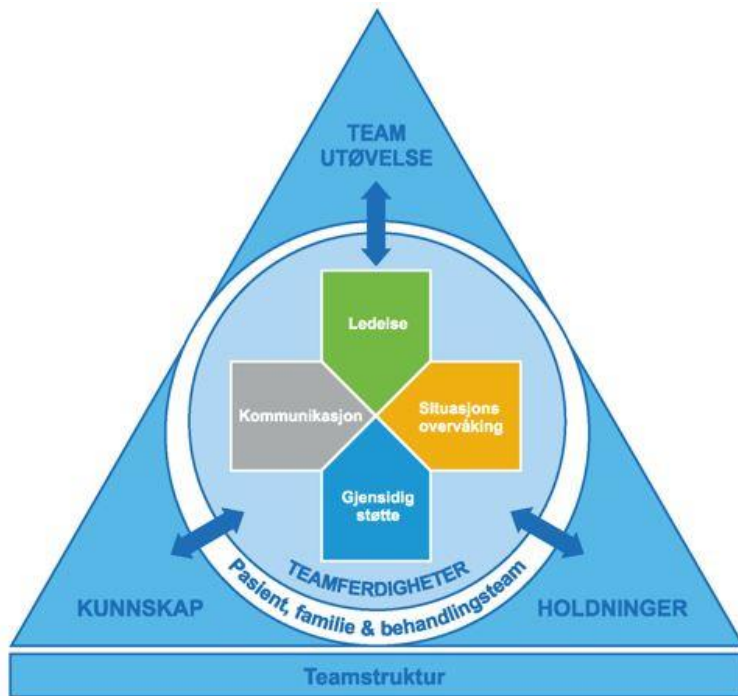 TEAM
UTØVELSE
Ledelse
Kommunikasjon
Situasjons
overvåking
Gjensidig
støtte
TEAMFERDIGHETER
Pasient, familie & behandlingsteam
KUNNSKAP
HOLDNINGER
Teamstruktur